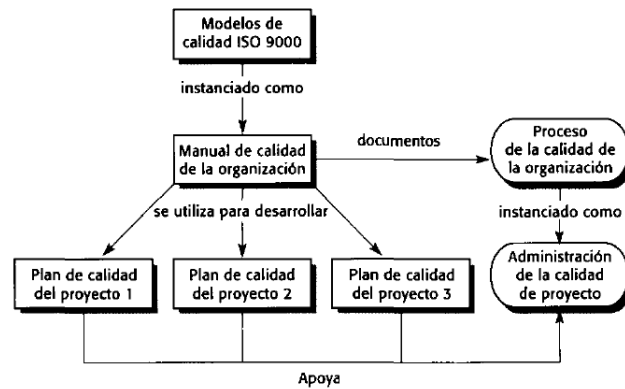 Modelos de
calidad ISO 9000
instanciado como
Manual de calidad
de la organización
documentos
Proceso
de la calidad de
la organización
se utiliza para desarrollar
instanciado como
Plan de calidad
del proyecto 1
Plan de calidad
del proyecto 2
Plan de calidad
del proyecto 3
Administración
de la calidad
de proyecto
Apoya